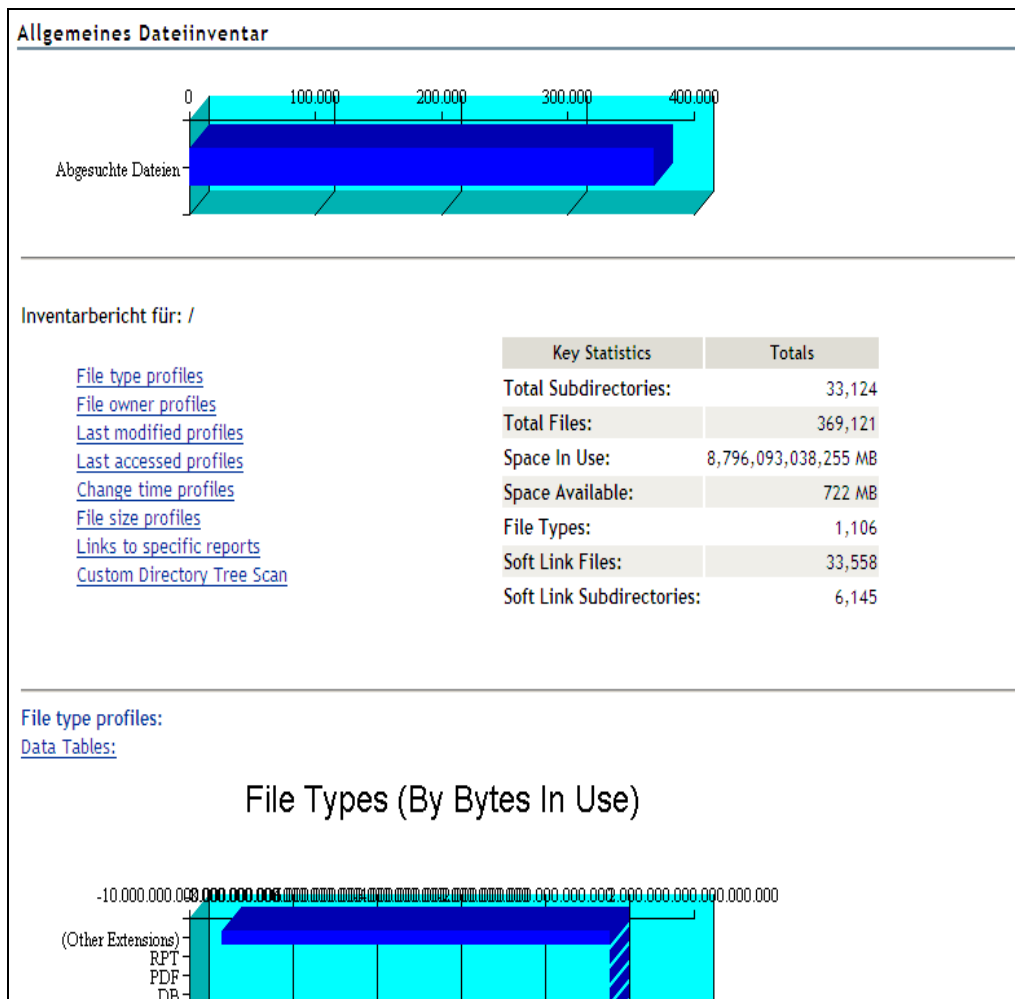 Allgemeines Dateiinventar
0 100.000 200.000 300.000 400.000
Abgesuchte Dateien
Inventarbericht für: /
File type profiles
File owner profiles
Last modified profiles
Last accessed profiles
Change time profiles
File size profiles
Links to specific reports
Custom Directory Tree Scan
Key Statistics Totals
Total Subdirectories: 33,124
Total Files: 369,121
Space In Use: 8,796,093,038,255 MB
Space Available: 722 MB
File Types: 1,106
Soft Link Files: 33,558
Soft Link Subdirectories: 6,145
File type profiles:
Data Tables:
File Types (By Bytes In Use)
(Other Extensions)
RPT
PDF
DB